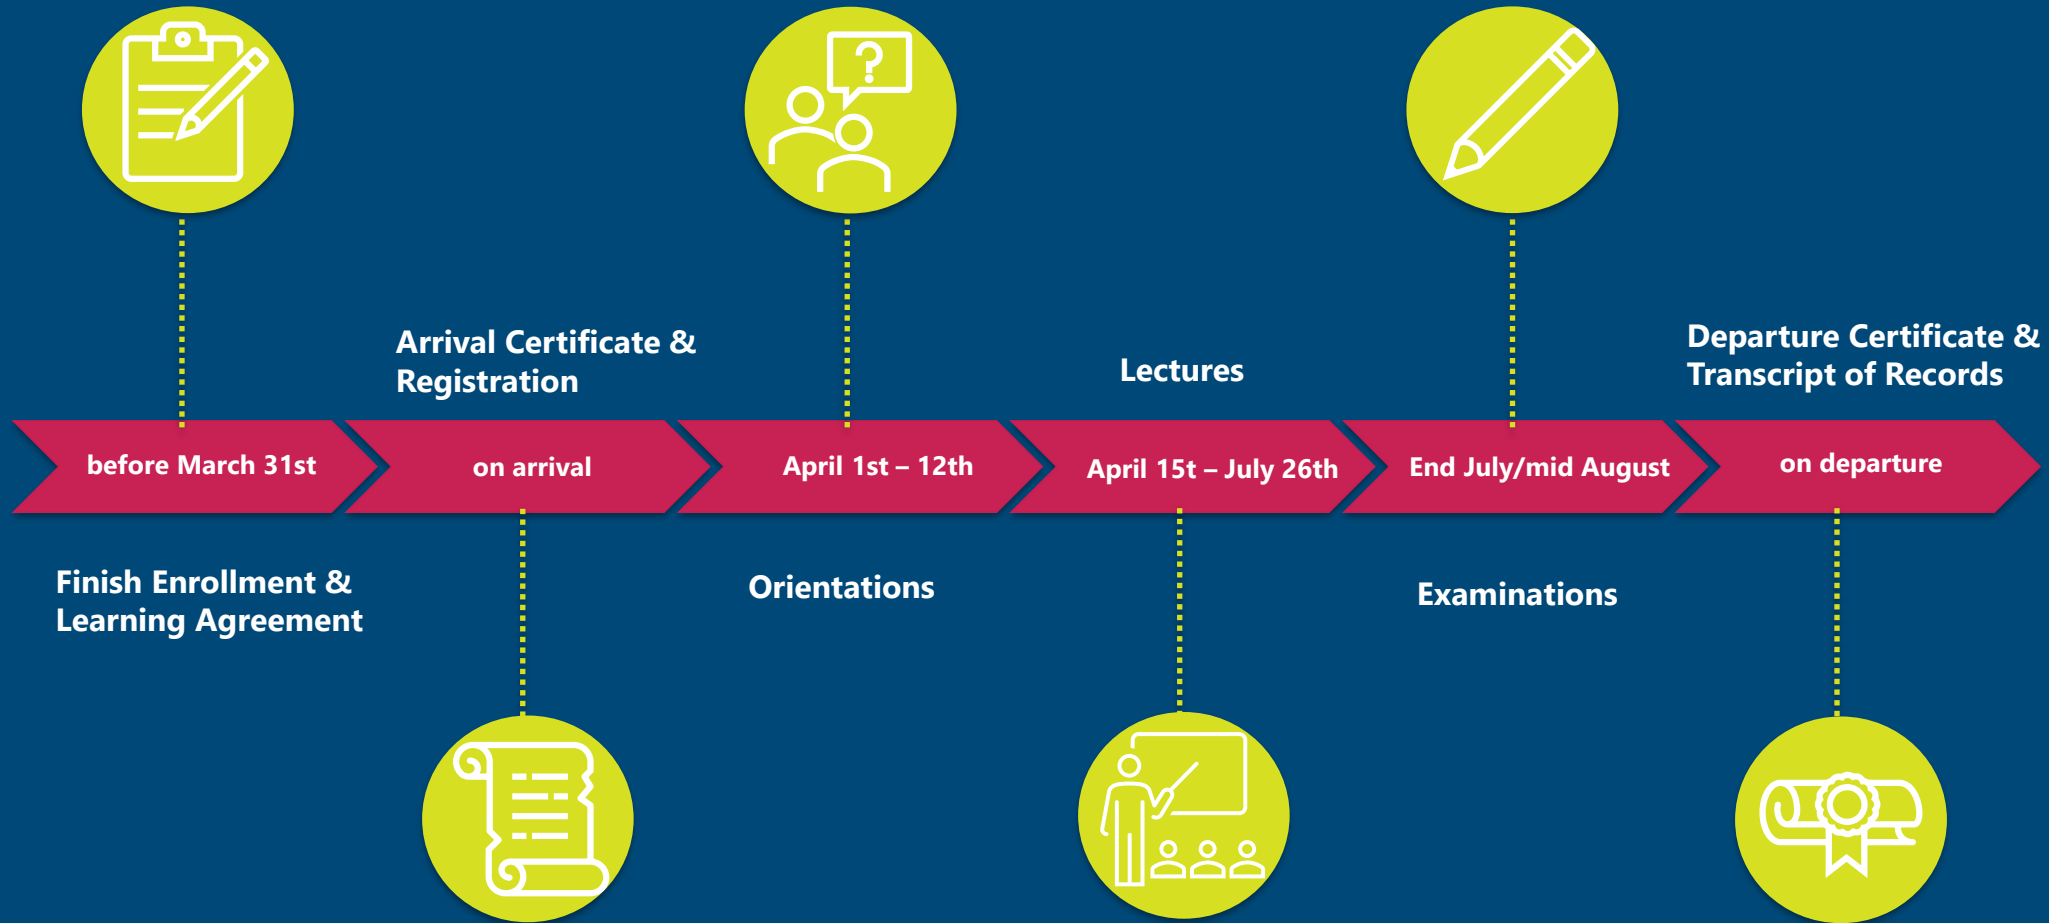 ?
Arrival Certificate &
Registration
Lectures
Departure Certificate &
Transcript of Records
before March 31st
on arrival
April 1st – 12th
April 15t – July 26th
End July/mid August
on departure
Finish Enrollment &
Learning Agreement
Orientations
Examinations